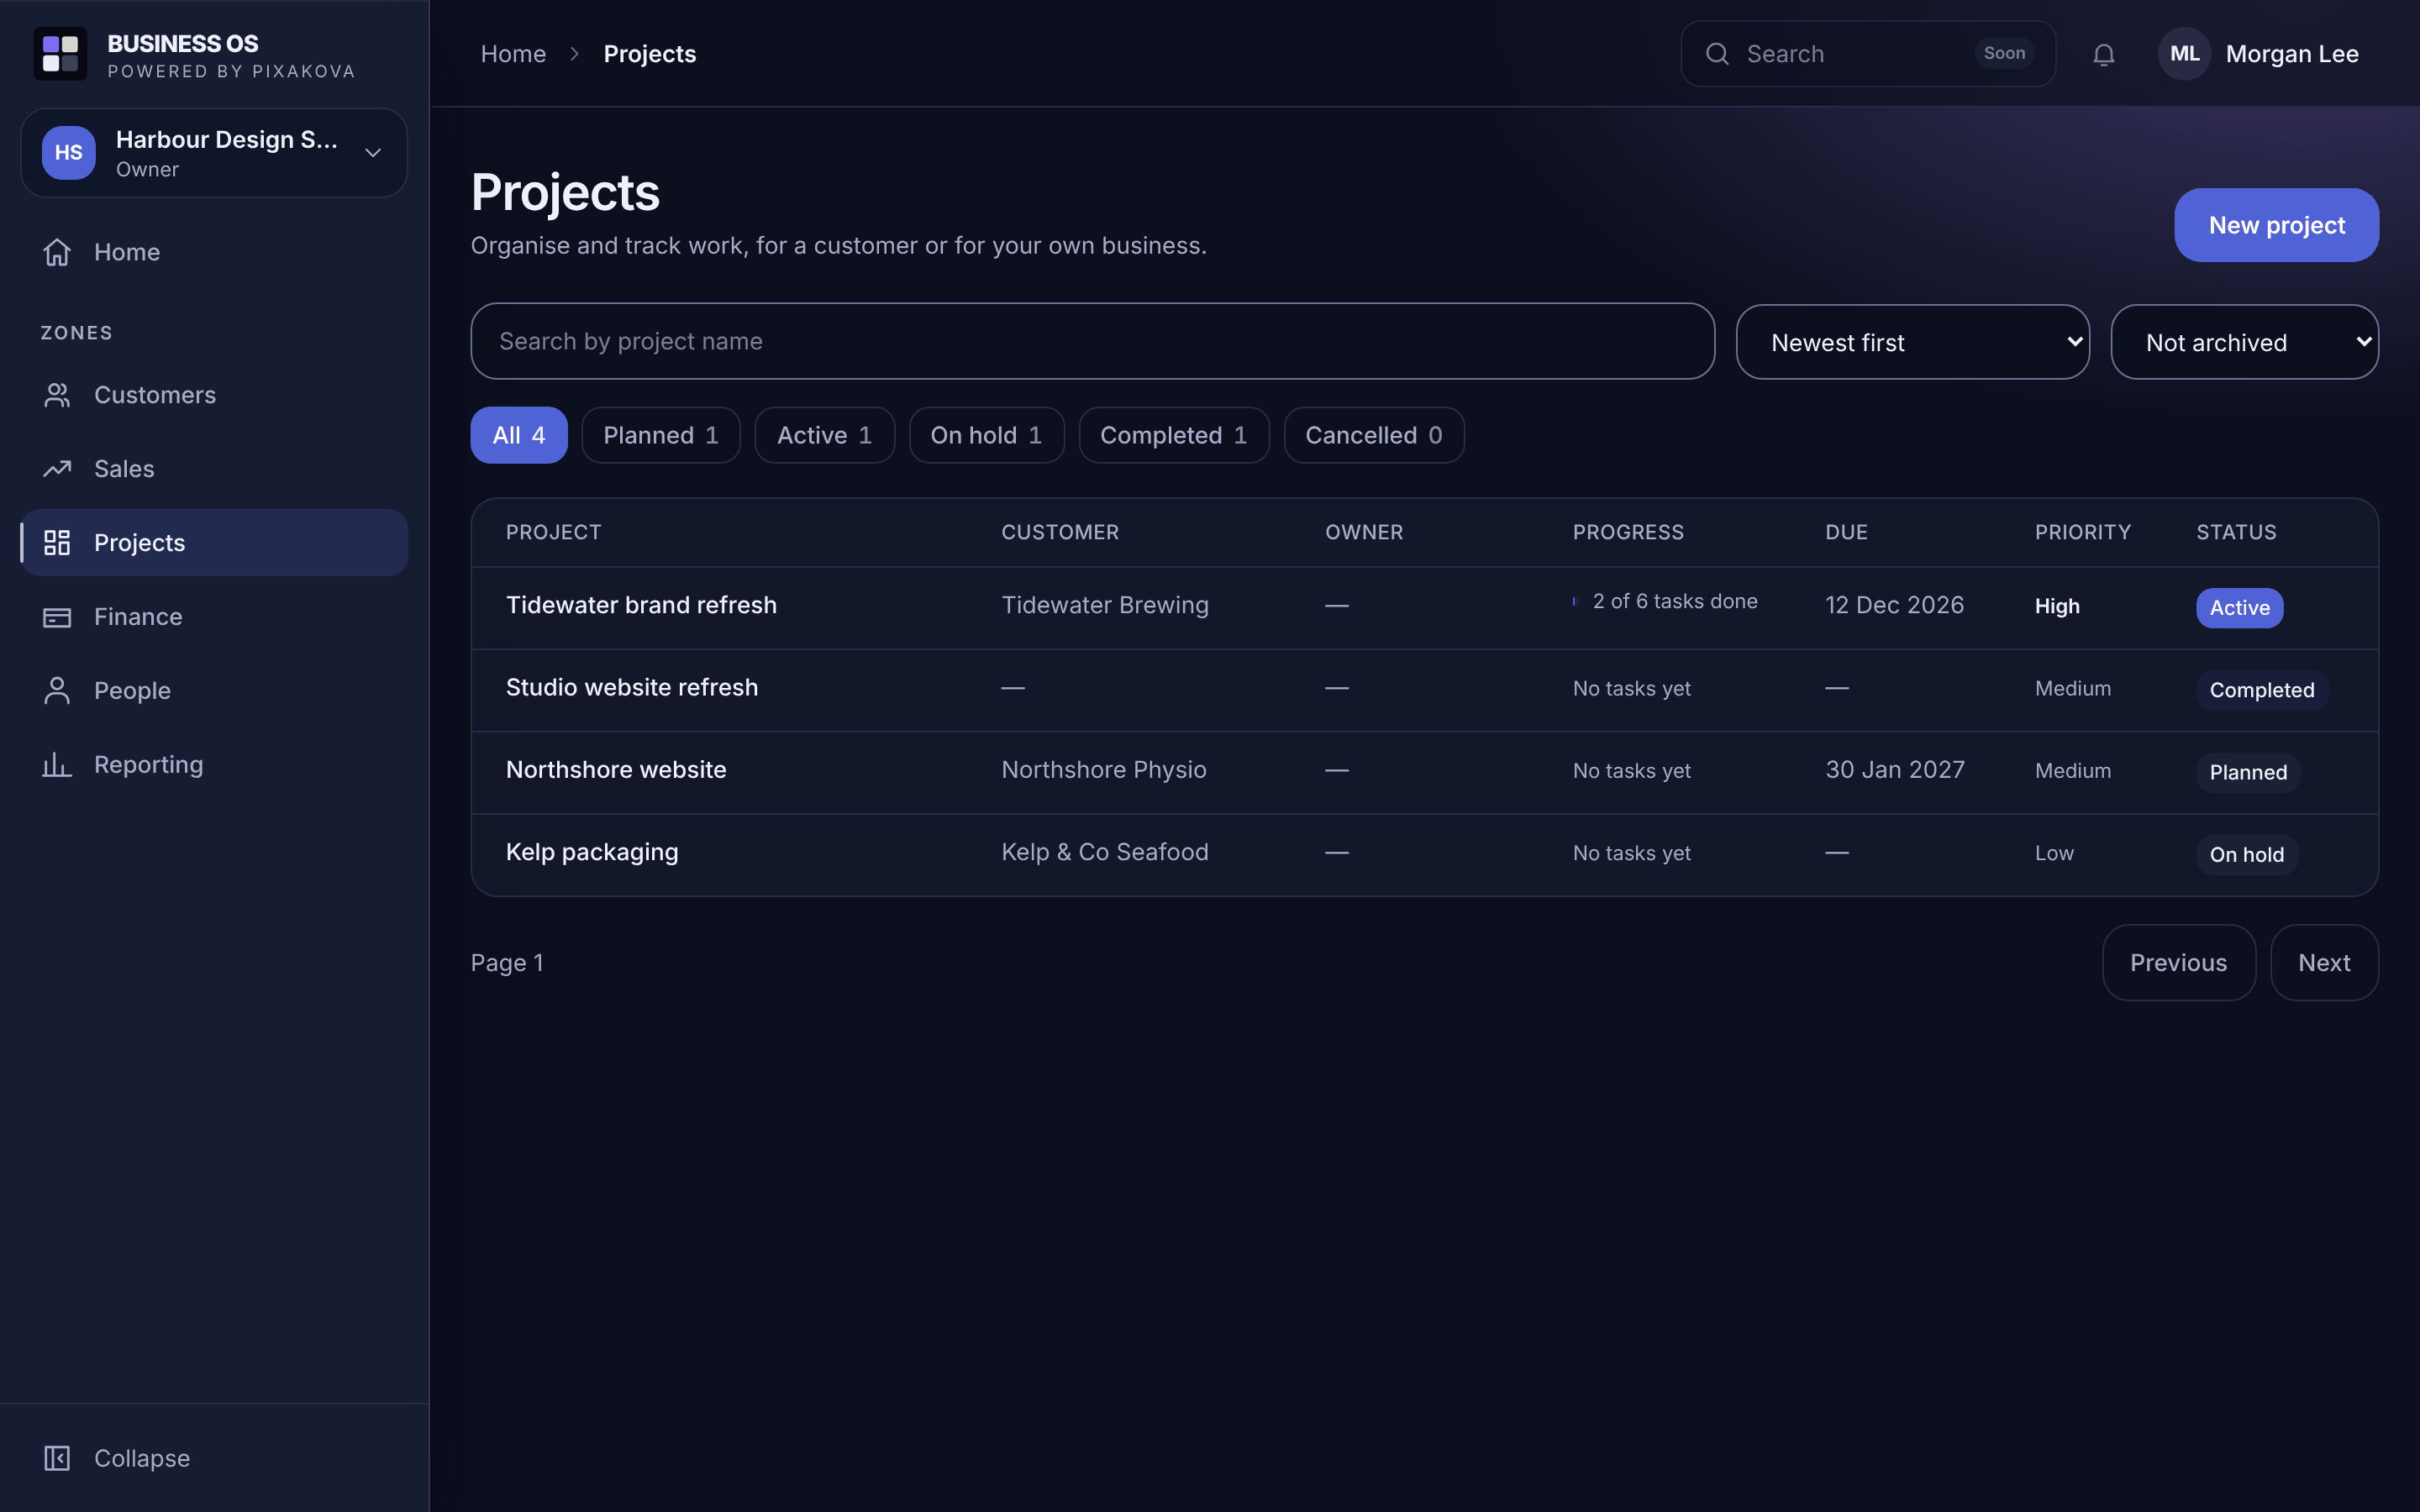 BUSINESS OS
POWERED BY PIXAKOVA
HS
Harbour Design S...
Owner
Home
ZONES
Customers
Sales
Projects
Finance
People
Reporting
Collapse
Home > Projects
Search Soon
ML Morgan Lee
Projects
Organise and track work, for a customer or for your own business.
New project
Search by project name
Newest first
Not archived
All 4 Planned 1 Active 1 On hold 1 Completed 1 Cancelled 0
PROJECT CUSTOMER OWNER PROGRESS DUE PRIORITY STATUS
Tidewater brand refresh Tidewater Brewing — 2 of 6 tasks done 12 Dec 2026 High Active
Studio website refresh — — No tasks yet — Medium Completed
Northshore website Northshore Physio — No tasks yet 30 Jan 2027 Medium Planned
Kelp packaging Kelp & Co Seafood — No tasks yet — Low On hold
Page 1
Previous Next